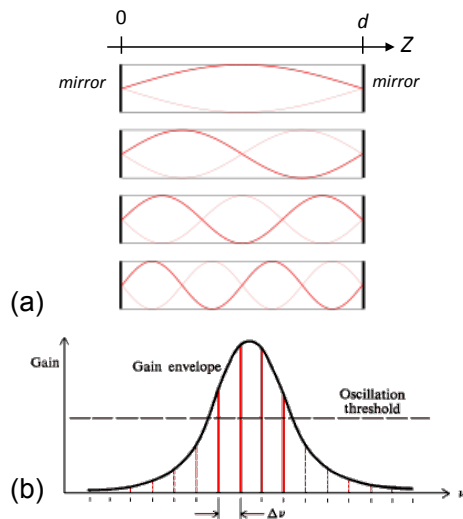 0 d
Z
mirror mirror
(a)
Gain
Gain envelope
Oscillation
threshold
(b)
Δν